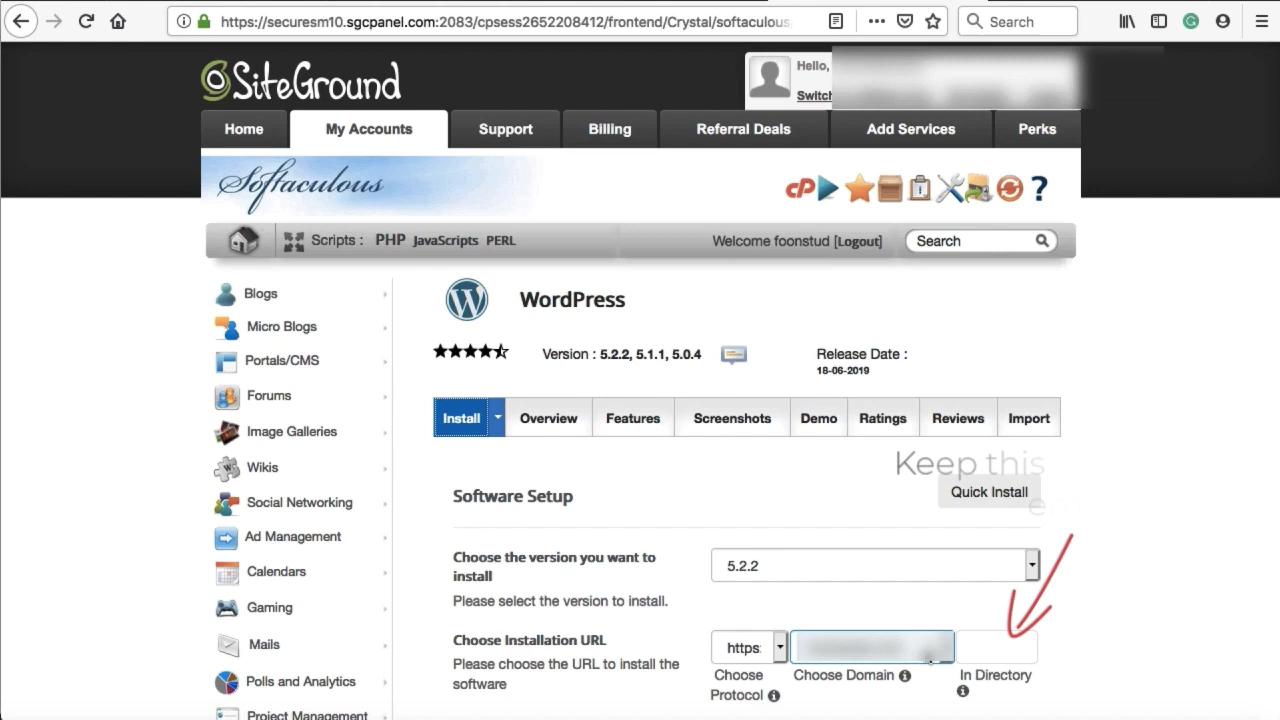 https://securesm10.sgcpanel.com:2083/cpsess2652208412/frontend/Crystal/softaculous
Search
SiteGround
Hello,
Switch
Home
My Accounts
Support
Billing
Referral Deals
Add Services
Perks
Softaculous
cP
?
Scripts : PHP JavaScripts PERL
Welcome foonstud [Logout]
Search
Blogs
Micro Blogs
Portals/CMS
Forums
Image Galleries
Wikis
Social Networking
Ad Management
Calendars
Gaming
Mails
Polls and Analytics
Project Management
WordPress
Version : 5.2.2, 5.1.1, 5.0.4
Release Date :
18-06-2019
Install
Overview
Features
Screenshots
Demo
Ratings
Reviews
Import
Keep this
Quick Install
Software Setup
Choose the version you want to
install
Please select the version to install.
5.2.2
Choose Installation URL
Please choose the URL to install the
software
https:
Choose
Protocol
Choose Domain
In Directory